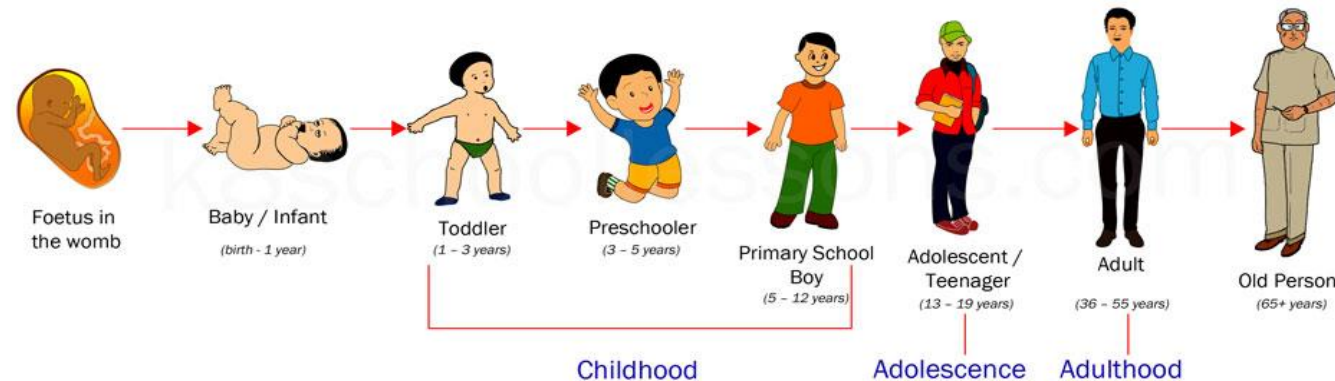 Foetus in
the womb
Baby / Infant
(birth - 1 year)
Toddler
(1 – 3 years)
Preschooler
(3 – 5 years)
Primary School
Boy
(5 – 12 years)
Adolescent /
Teenager
(13 – 19 years)
Adult
(36 – 55 years)
Old Person
(65+ years)
Childhood
Adolescence
Adulthood